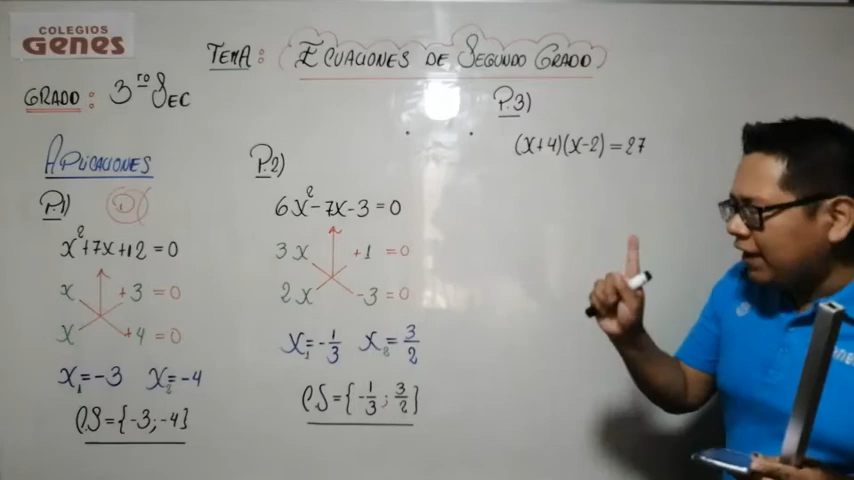 COLEGIOS
GENES
TEMA: ECUACIONES DE SEGUNDO GRADO
GRADO: 3ro SEC
APLICACIONES
P.1)
x²+7x+12=0
x +3=0
x +4=0
x₁=-3 x₂=-4
C.S={-3;-4}
P.2)
6x²-7x-3=0
3x +1=0
2x -3=0
x₁=-1/3 x₂=3/2
C.S={-1/3;3/2}
P.3)
(x+4)(x-2)=27